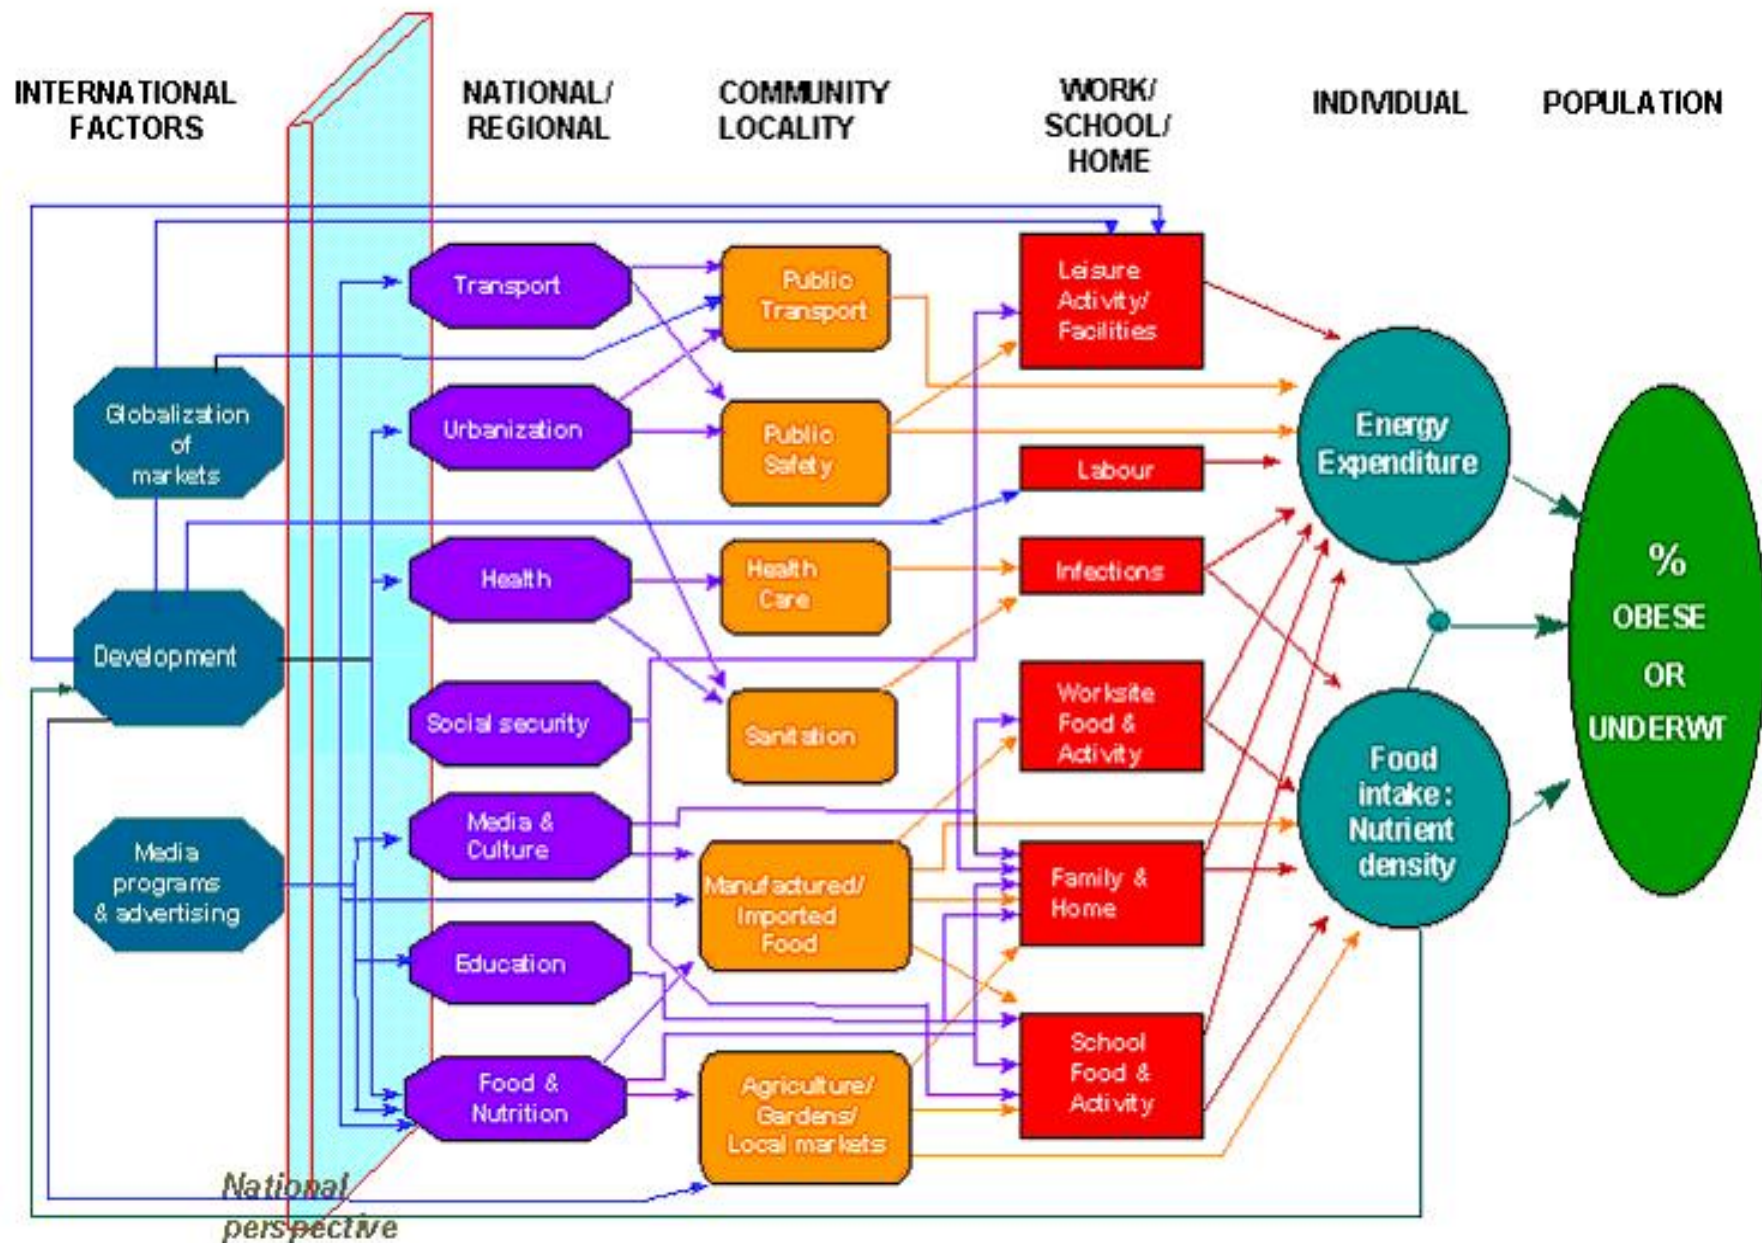 INTERNATIONAL
FACTORS
NATIONAL/
REGIONAL
COMMUNITY
LOCALITY
WORK/
SCHOOL/
HOME
INDIVIDUAL
POPULATION
Globalization
of
markets
Development
Media
programs
& advertising
National
perspective
Transport
Urbanization
Health
Social security
Media &
Culture
Education
Food &
Nutrition
Public
Transport
Public
Safety
Health
Care
Sanitation
Manufactured/
Imported
Food
Agriculture/
Gardens/
Local markets
Leisure
Activity/
Facilities
Labour
Infections
Worksite
Food &
Activity
Family &
Home
School
Food &
Activity
Energy
Expenditure
Food
intake:
Nutrient
density
%
OBESE
OR
UNDERWT